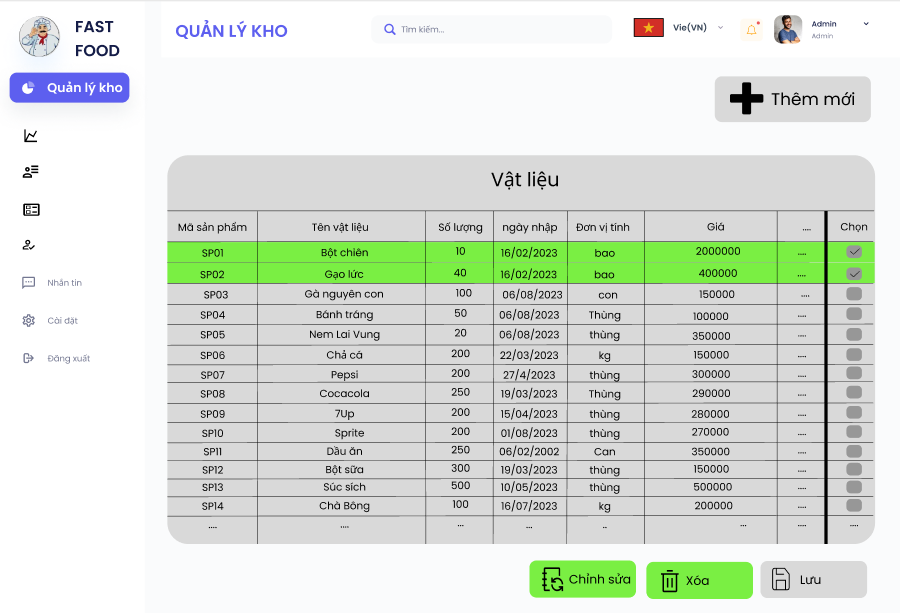 FAST
FOOD
QUẢN LÝ KHO
Tìm kiếm...
Vie(VN)
Admin
Admin
Quản lý kho
Nhắn tin
Cài đặt
Đăng xuất
Thêm mới
Vật liệu
Mã sản phẩm Tên vật liệu Số lượng ngày nhập Đơn vị tính Giá .... Chọn
SP01 Bột chiên 10 16/02/2023 bao 2000000 ....
SP02 Gạo lức 40 16/02/2023 bao 400000 ....
SP03 Gà nguyên con 100 06/08/2023 con 150000 ....
SP04 Bánh tráng 50 06/08/2023 Thùng 100000 ....
SP05 Nem Lai Vung 20 06/08/2023 thùng 350000 ....
SP06 Chả cá 200 22/03/2023 kg 150000 ....
SP07 Pepsi 200 27/4/2023 thùng 300000 ....
SP08 Cocacola 250 19/03/2023 Thùng 290000 ....
SP09 7Up 200 15/04/2023 thùng 280000 ....
SP10 Sprite 200 01/08/2023 thùng 270000 ....
SP11 Dầu ăn 250 06/02/2002 Can 350000 ....
SP12 Bột sữa 300 19/03/2023 thùng 150000 ....
SP13 Súc sích 500 10/05/2023 thùng 500000 ....
SP14 Chà Bông 100 16/07/2023 kg 200000 ....
.... .... ... ... .. ... .... ....
Chỉnh sửa
Xóa
Lưu